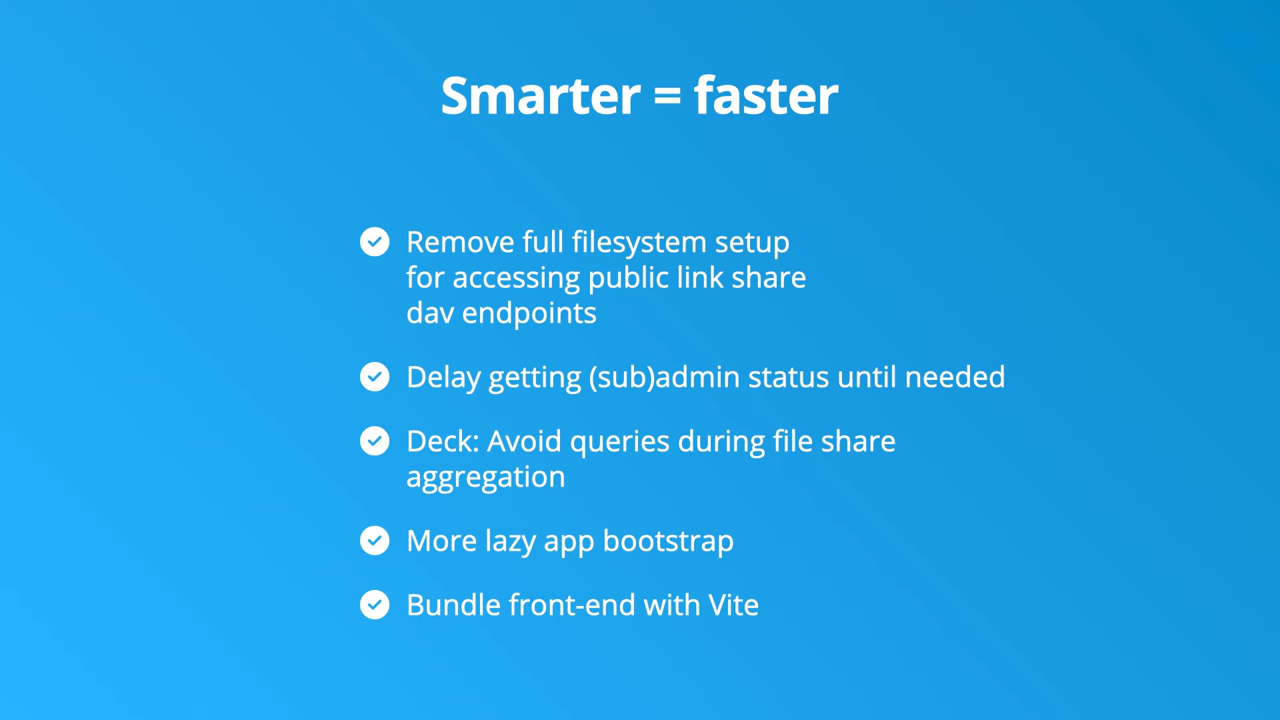 Smarter = faster
Remove full filesystem setup
for accessing public link share
dav endpoints
Delay getting (sub)admin status until needed
Deck: Avoid queries during file share
aggregation
More lazy app bootstrap
Bundle front-end with Vite